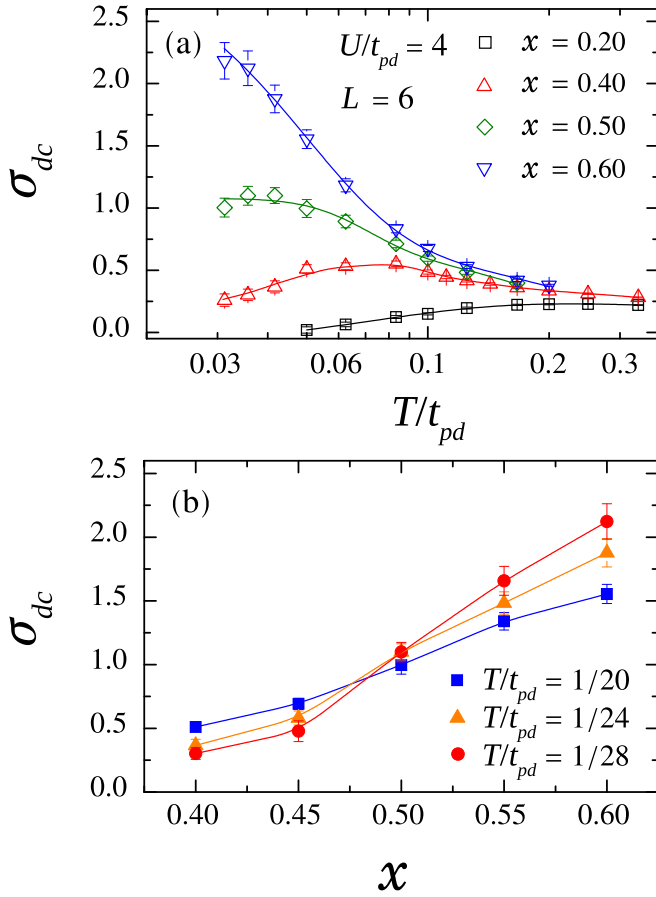 (a)
U/t_pd = 4
L = 6
x = 0.20
x = 0.40
x = 0.50
x = 0.60
2.5
2.0
1.5
1.0
0.5
0.0
σ_dc
0.03 0.06 0.1 0.2 0.3
T/t_pd
(b)
2.5
2.0
1.5
1.0
0.5
0.0
σ_dc
T/t_pd = 1/20
T/t_pd = 1/24
T/t_pd = 1/28
0.40 0.45 0.50 0.55 0.60
x